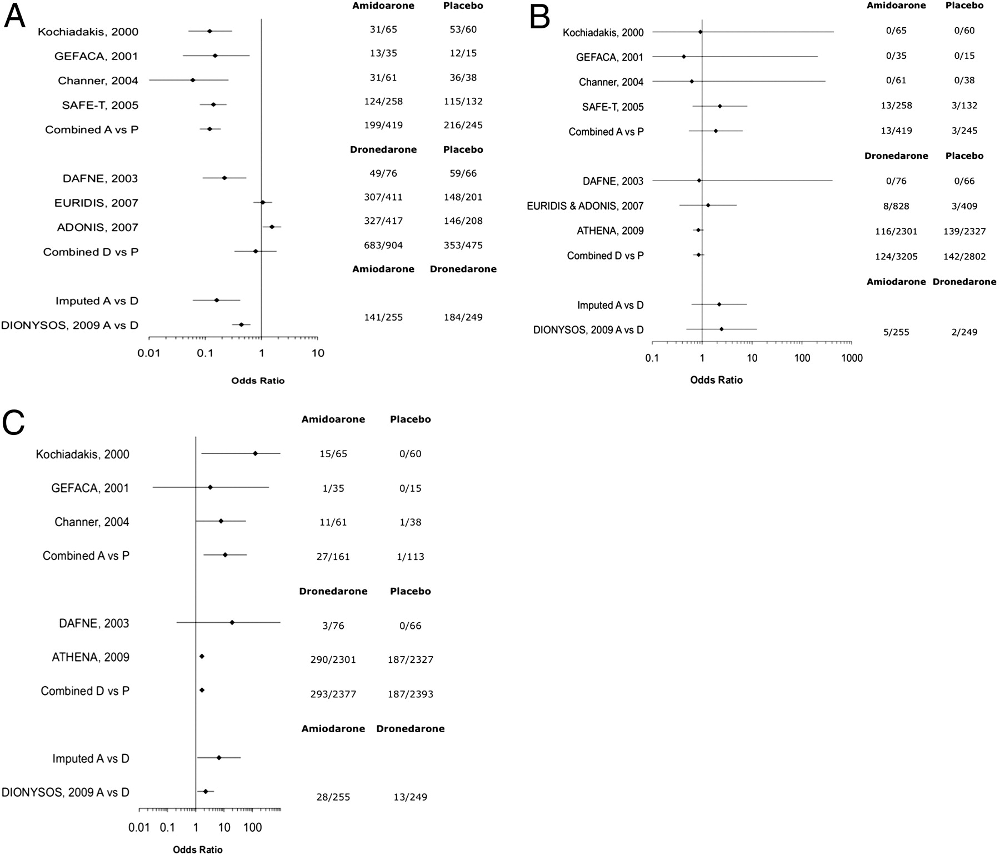 A
Amidoarone Placebo
Kochiadakis, 2000 31/65 53/60
GEFACA, 2001 13/35 12/15
Channer, 2004 31/61 36/38
SAFE-T, 2005 124/258 115/132
Combined A vs P 199/419 216/245
Dronedarone Placebo
DAFNE, 2003 49/76 59/66
EURIDIS, 2007 307/411 148/201
ADONIS, 2007 327/417 146/208
Combined D vs P 683/904 353/475
Amiodarone Dronedarone
Imputed A vs D
DIONYSOS, 2009 A vs D 141/255 184/249
0.01 0.1 1 10
Odds Ratio
B
Amidoarone Placebo
Kochiadakis, 2000 0/65 0/60
GEFACA, 2001 0/35 0/15
Channer, 2004 0/61 0/38
SAFE-T, 2005 13/258 3/132
Combined A vs P 13/419 3/245
Dronedarone Placebo
DAFNE, 2003 0/76 0/66
EURIDIS & ADONIS, 2007 8/828 3/409
ATHENA, 2009 116/2301 139/2327
Combined D vs P 124/3205 142/2802
Amiodarone Dronedarone
Imputed A vs D
DIONYSOS, 2009 A vs D 5/255 2/249
0.1 1 10 100 1000
Odds Ratio
C
Amidoarone Placebo
Kochiadakis, 2000 15/65 0/60
GEFACA, 2001 1/35 0/15
Channer, 2004 11/61 1/38
Combined A vs P 27/161 1/113
Dronedarone Placebo
DAFNE, 2003 3/76 0/66
ATHENA, 2009 290/2301 187/2327
Combined D vs P 293/2377 187/2393
Amiodarone Dronedarone
Imputed A vs D
DIONYSOS, 2009 A vs D 28/255 13/249
0.01 0.1 1 10 100
Odds Ratio